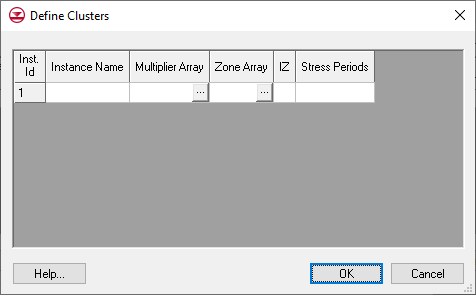 Define Clusters
Inst. Id Instance Name Multiplier Array Zone Array IZ Stress Periods
1 ... ...
Help... OK Cancel